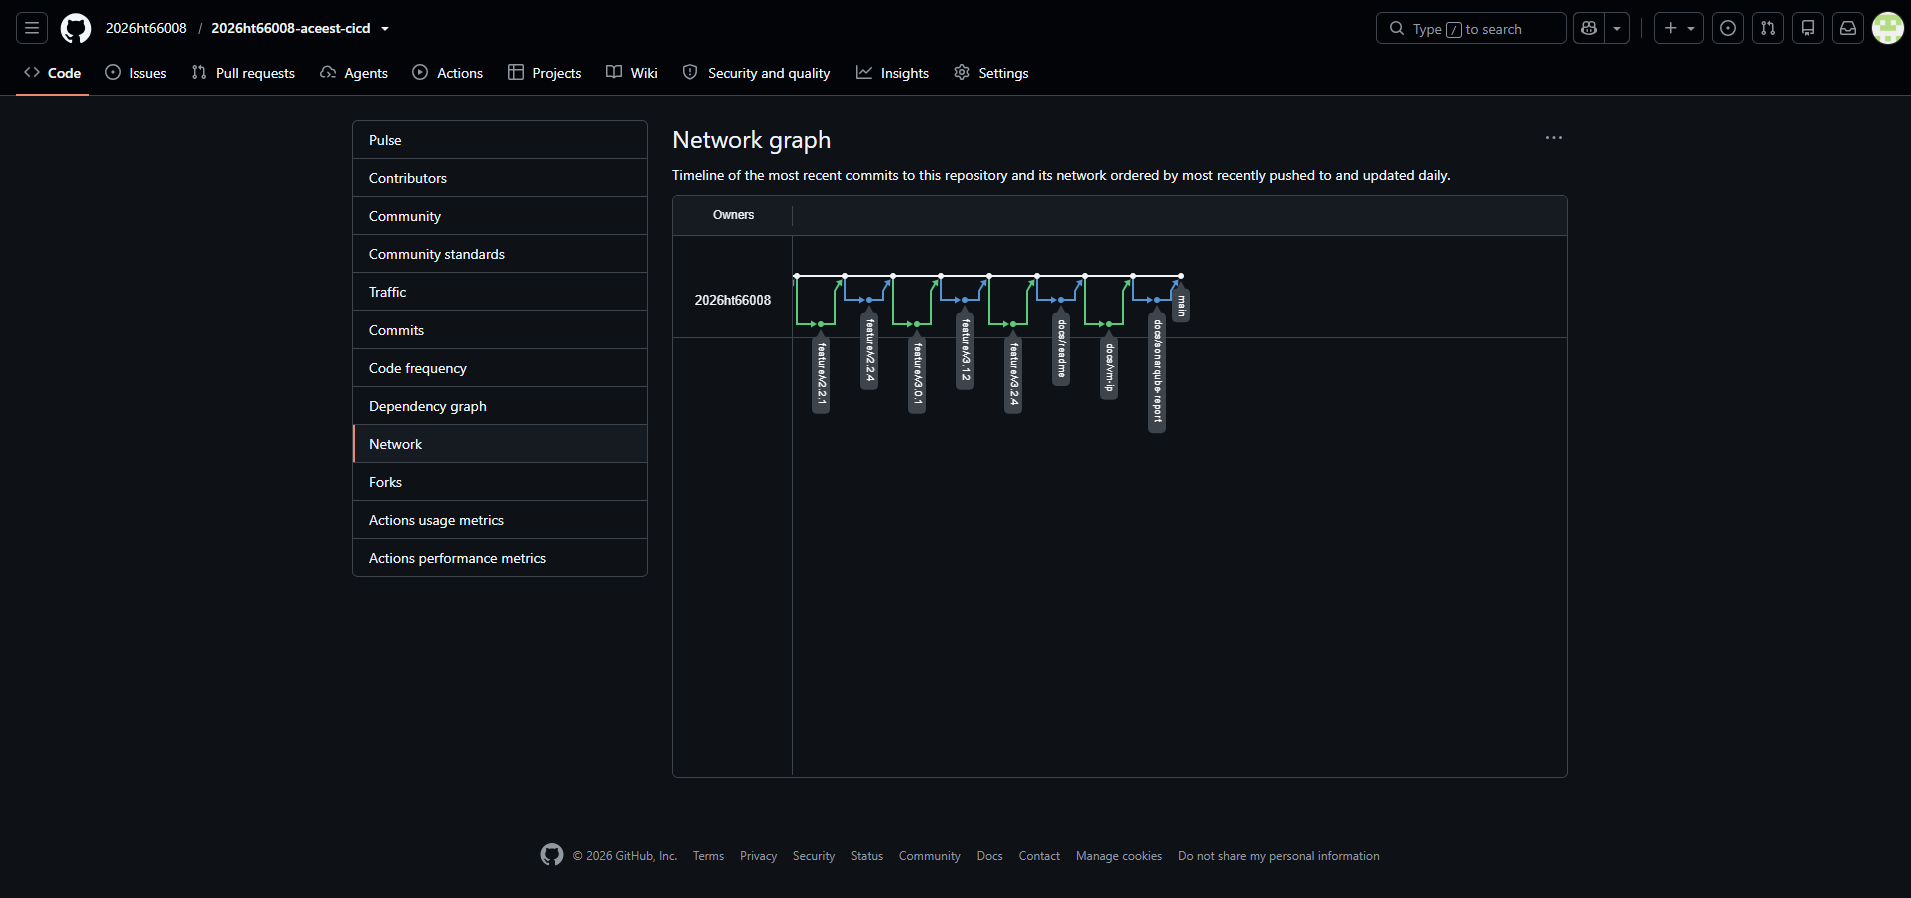 2026ht66008 / 2026ht66008-aceest-cicd
Type / to search
Code Issues Pull requests Agents Actions Projects Wiki Security and quality Insights Settings
Pulse
Contributors
Community
Community standards
Traffic
Commits
Code frequency
Dependency graph
Network
Forks
Actions usage metrics
Actions performance metrics
Network graph
Timeline of the most recent commits to this repository and its network ordered by most recently pushed to and updated daily.
Owners
2026ht66008
feature/v2.2.1
feature/v2.2.4
feature/v3.0.1
feature/v3.1.2
feature/v3.2.4
docs/readme
docs/vm-ip
docs/sonarqube-report
main
© 2026 GitHub, Inc. Terms Privacy Security Status Community Docs Contact Manage cookies Do not share my personal information